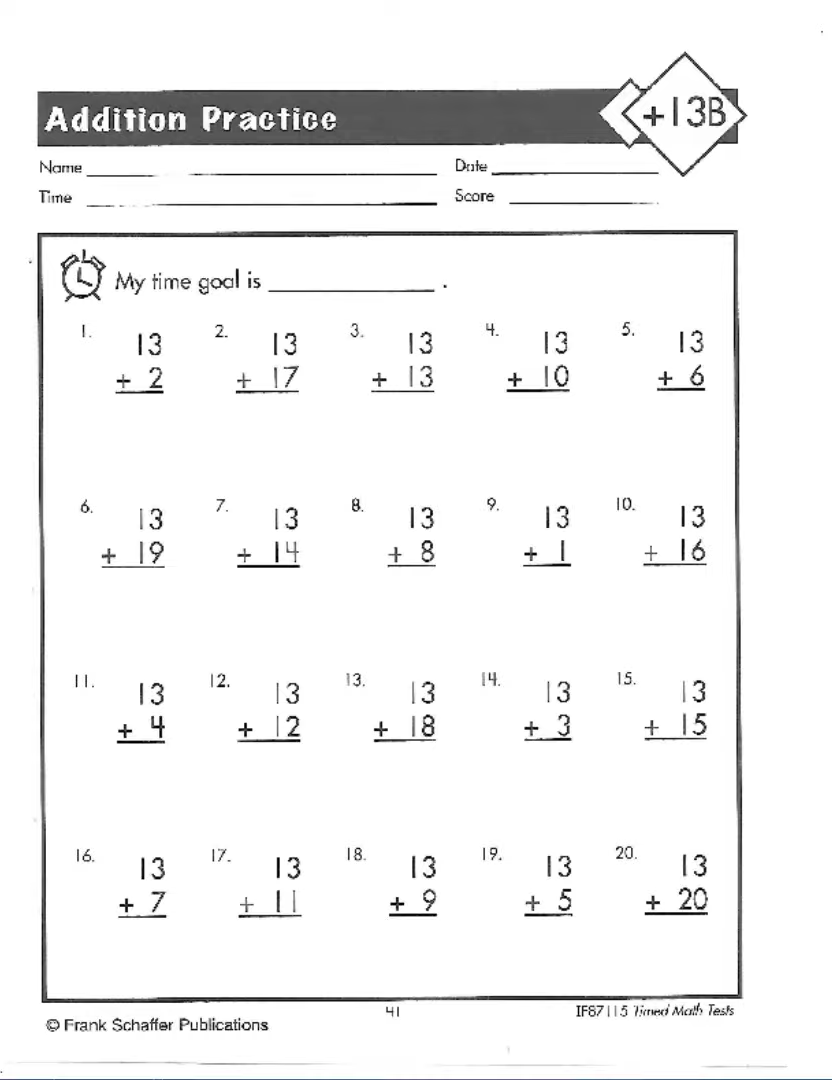 Addition Practice
+13B
Name
Date
Time
Score
My time goal is .
1. 2. 3. 4. 5.
13 13 13 13 13
+ 2 + 17 + 13 + 10 + 6
6. 7. 8. 9. 10.
13 13 13 13 13
+ 19 + 14 + 8 + 1 + 16
11. 12. 13. 14. 15.
13 13 13 13 13
+ 4 + 12 + 18 + 3 + 15
16. 17. 18. 19. 20.
13 13 13 13 13
+ 7 + 11 + 9 + 5 + 20
© Frank Schaffer Publications
41
IF87115 Timed Math Tests